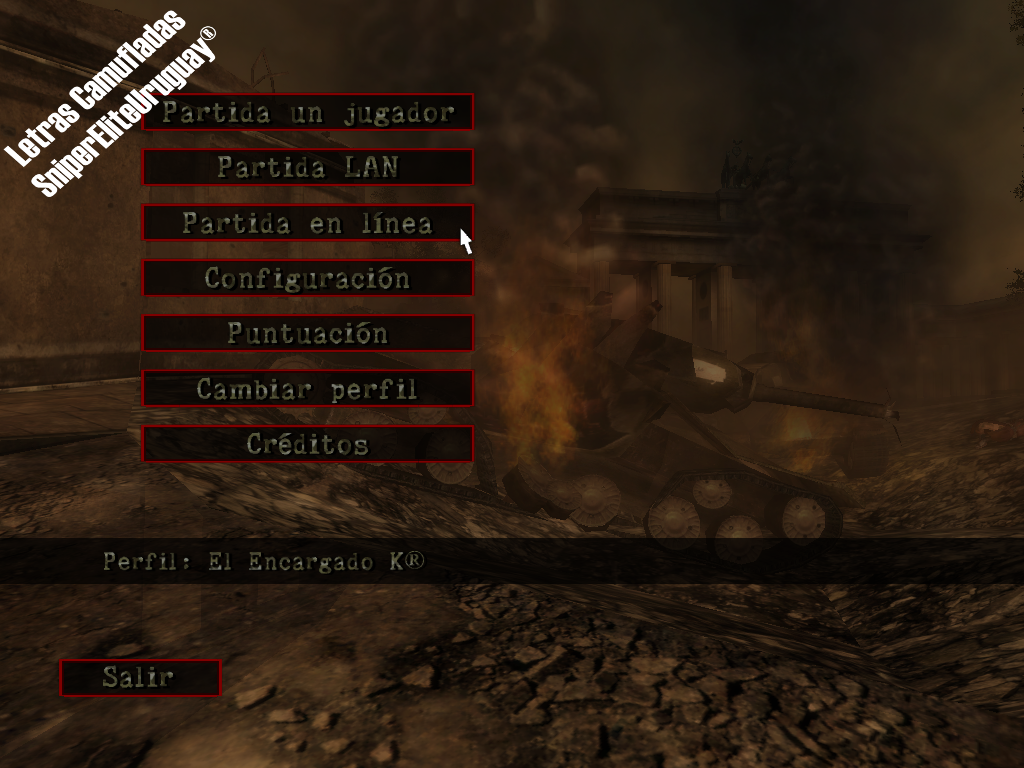 Letras Camufladas
SniperEliteUruguay®
Partida un jugador
Partida LAN
Partida en línea
Configuración
Puntuación
Cambiar perfil
Créditos
Perfil: El Encargado K®
Salir